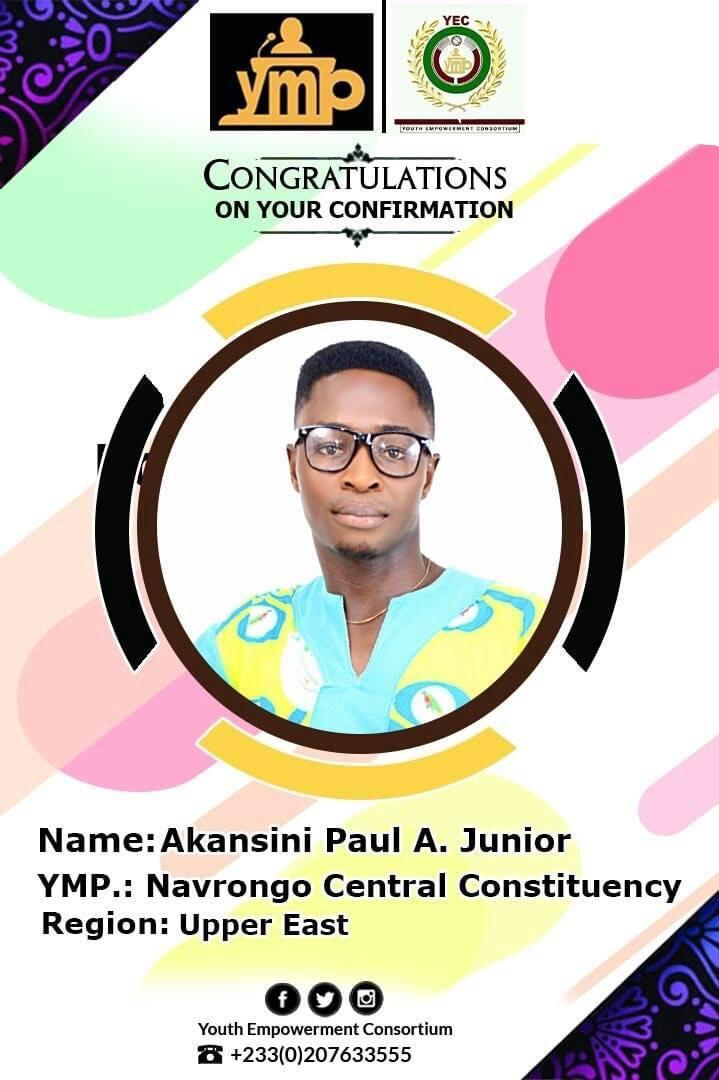 ymp
YEC
YOUTH EMPOWERMENT CONSORTIUM
CONGRATULATIONS
ON YOUR CONFIRMATION
Name: Akansini Paul A. Junior
YMP.: Navrongo Central Constituency
Region: Upper East
Youth Empowerment Consortium
+233(0)207633555